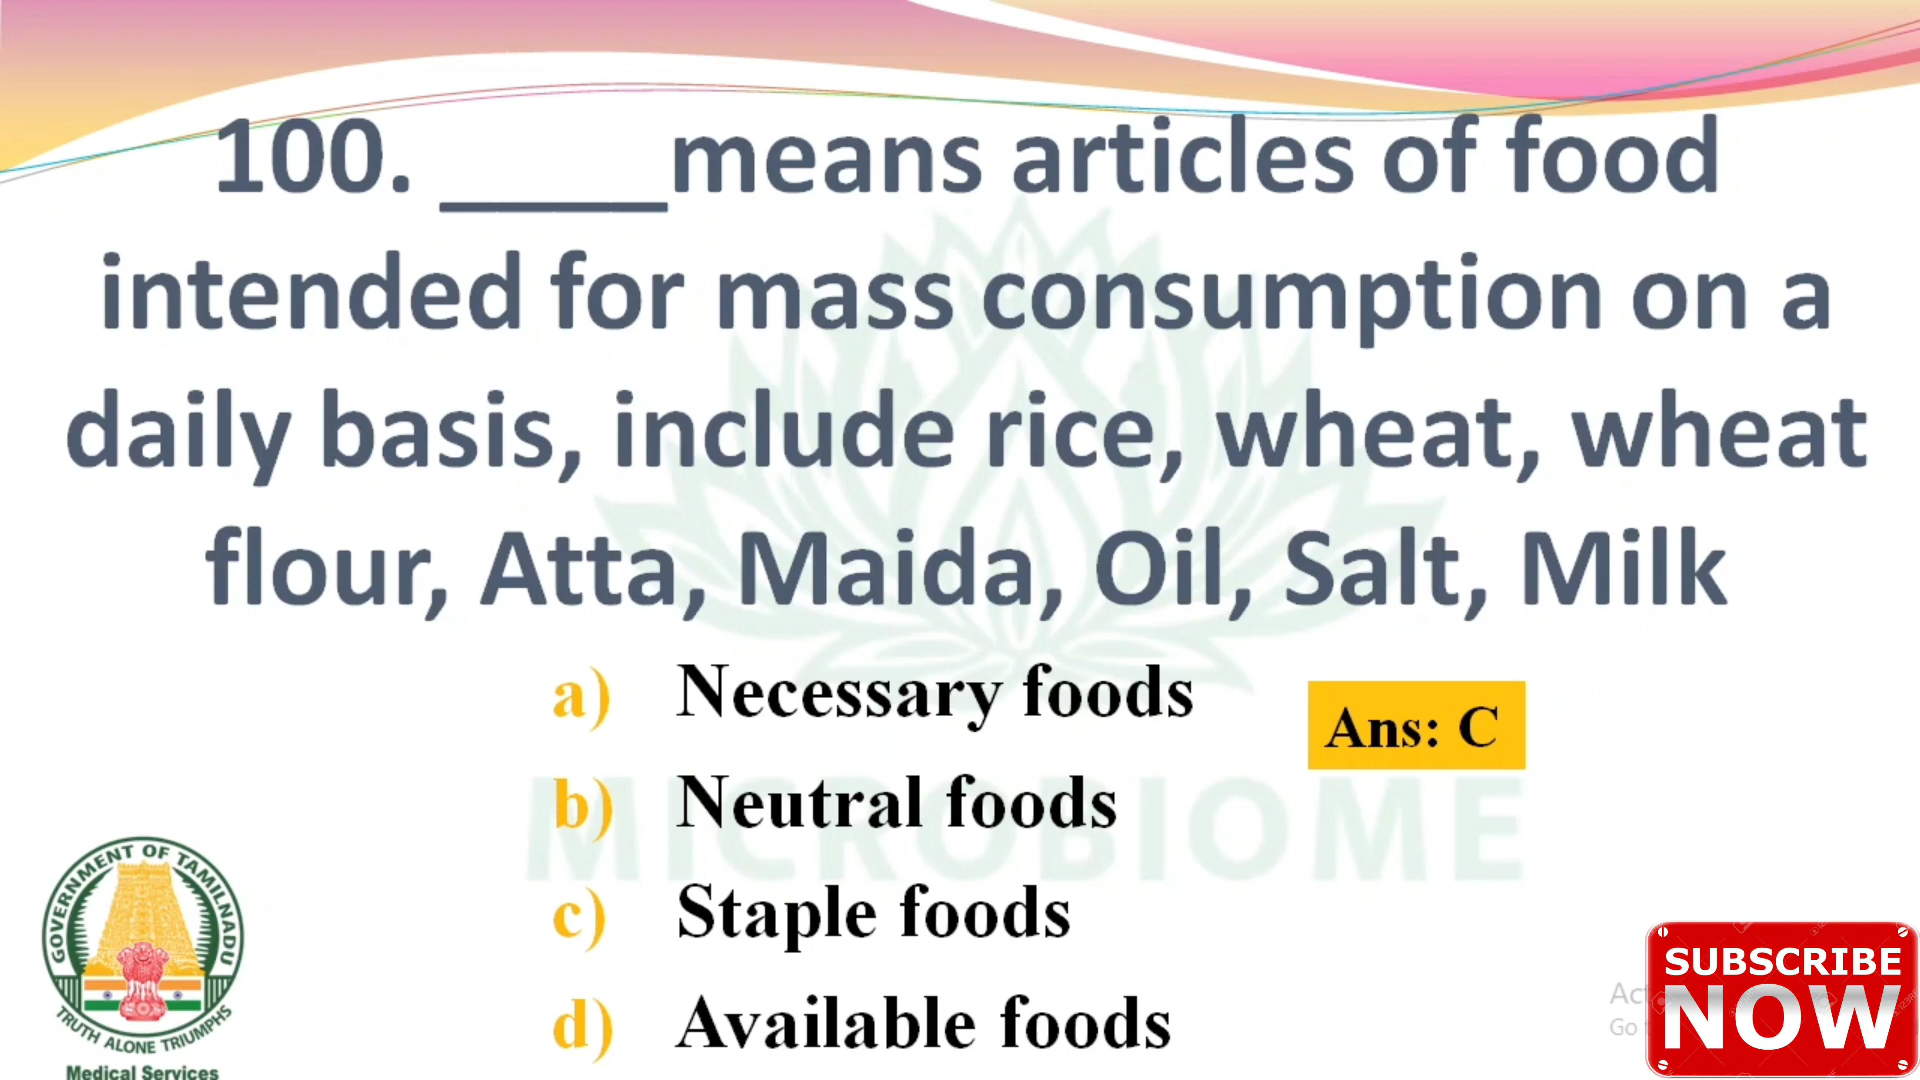 100. ____means articles of food
intended for mass consumption on a
daily basis, include rice, wheat, wheat
flour, Atta, Maida, Oil, Salt, Milk
a) Necessary foods
Ans: C
b) Neutral foods
MICROBIOME
c) Staple foods
d) Available foods
GOVERNMENT OF TAMILNADU
TRUTH ALONE TRIUMPHS
Medical Services
SUBSCRIBE
NOW
Go